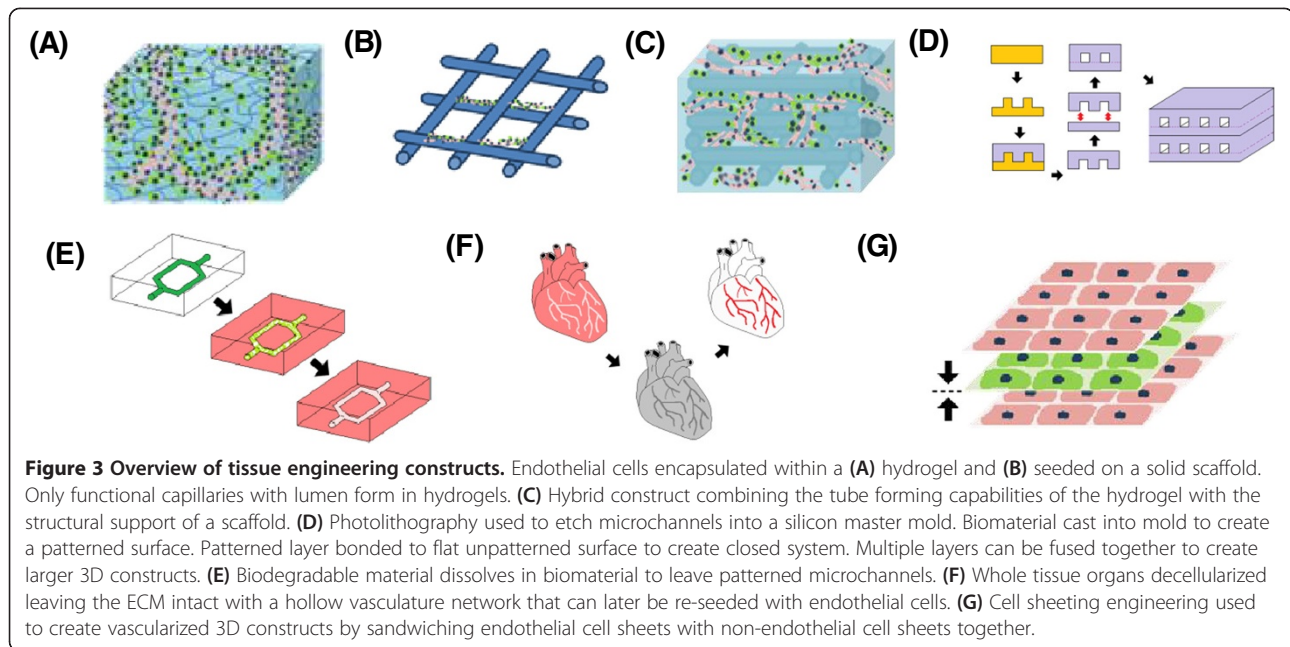 (A)
(B)
(C)
(D)
(E)
(F)
(G)
Figure 3 Overview of tissue engineering constructs. Endothelial cells encapsulated within a (A) hydrogel and (B) seeded on a solid scaffold.
Only functional capillaries with lumen form in hydrogels. (C) Hybrid construct combining the tube forming capabilities of the hydrogel with the
structural support of a scaffold. (D) Photolithography used to etch microchannels into a silicon master mold. Biomaterial cast into mold to create
a patterned surface. Patterned layer bonded to flat unpatterned surface to create closed system. Multiple layers can be fused together to create
larger 3D constructs. (E) Biodegradable material dissolves in biomaterial to leave patterned microchannels. (F) Whole tissue organs decellularized
leaving the ECM intact with a hollow vasculature network that can later be re-seeded with endothelial cells. (G) Cell sheeting engineering used
to create vascularized 3D constructs by sandwiching endothelial cell sheets with non-endothelial cell sheets together.